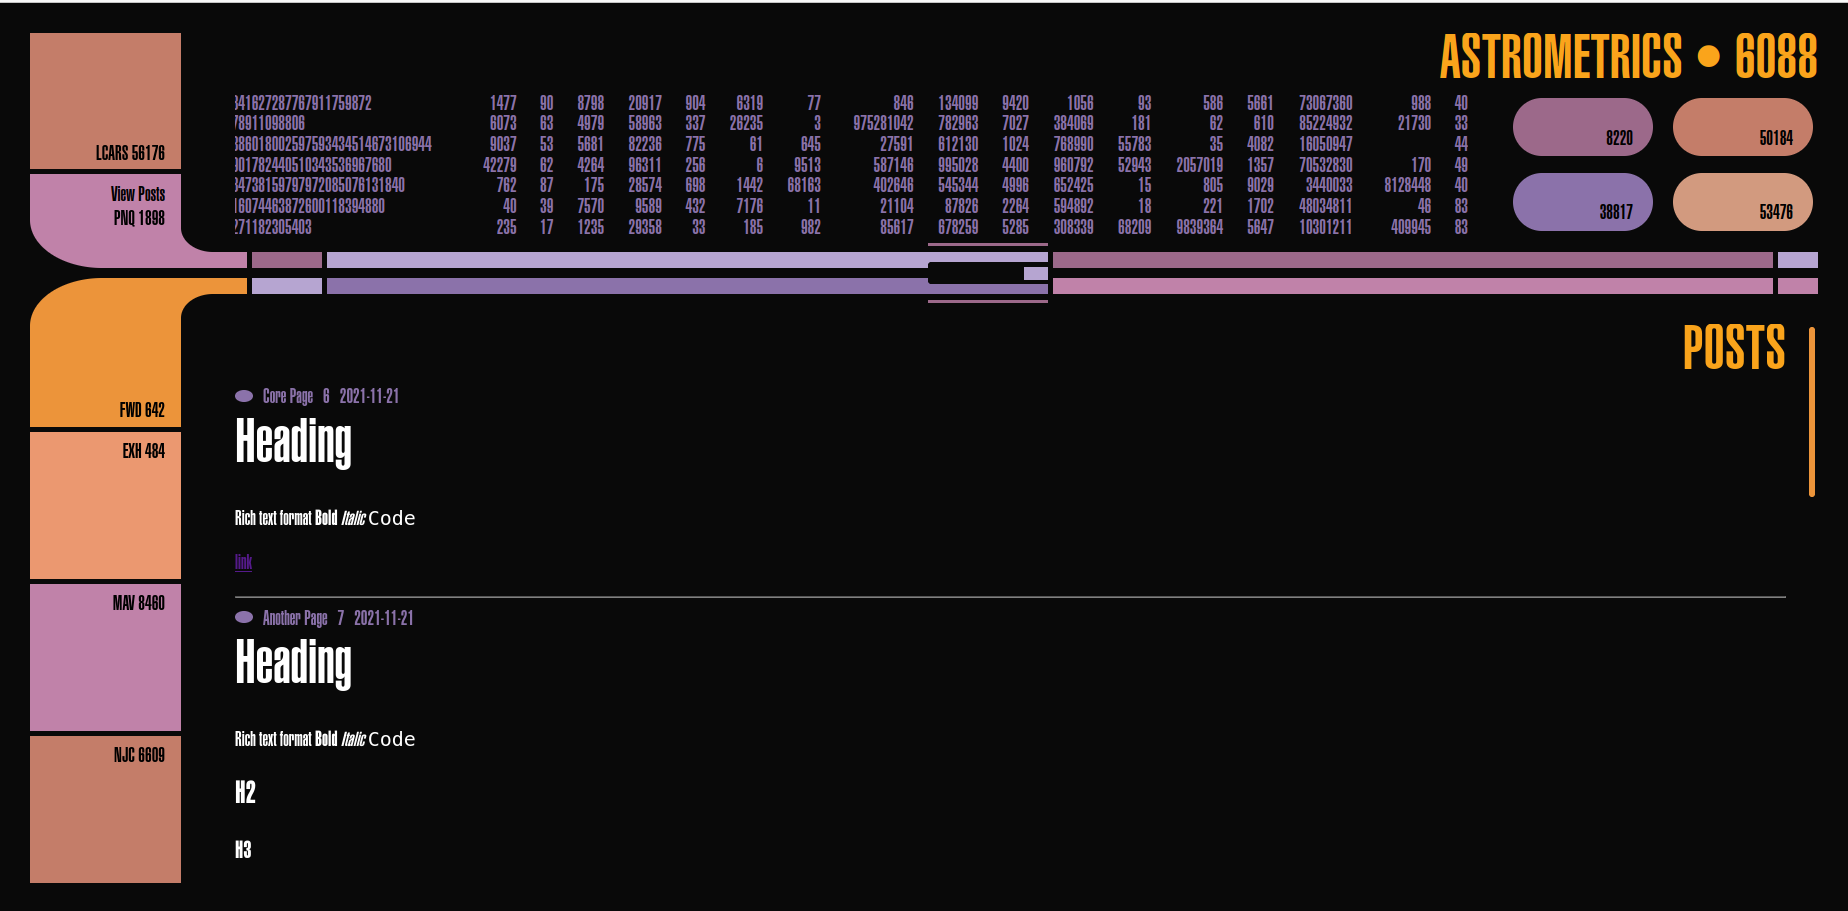 ASTROMETRICS • 6088
LCARS 56176
View Posts
PNQ 1898
341627287767911759872 1477 90 8798 20917 904 6319 77 846 134099 9420 1056 93 586 5661 73067360 988 40
78911098806 6073 63 4979 58963 337 26235 3 975281042 782963 7027 384069 181 62 610 85224932 21730 33
38601800259759343451467310694​4 9037 53 5681 82236 775 61 645 27591 612130 1024 768990 55783 35 4082 16050947 44
301782440510343536967680 42279 62 4264 96311 256 6 9513 587146 995028 4400 960792 52943 2057019 1357 70532830 170 49
34738159797972085076131840 762 87 175 28574 698 1442 68163 402646 545344 4996 652425 15 805 9029 3440033 8128448 40
16074463872600118394880 40 39 7570 9589 432 7176 11 21104 87826 2264 594892 18 221 1702 48034811 46 83
271182305403 235 17 1235 29358 33 185 982 85617 678259 5285 308339 68209 9839364 5647 10301211 409945 83
8220 50184
38817 53476
FWD 642
EXH 484
MAV 8460
NJC 6609
POSTS
Core Page 6 2021-11-21
Heading
Rich text format Bold Italic Code
link
Another Page 7 2021-11-21
Heading
Rich text format Bold Italic Code
H2
H3